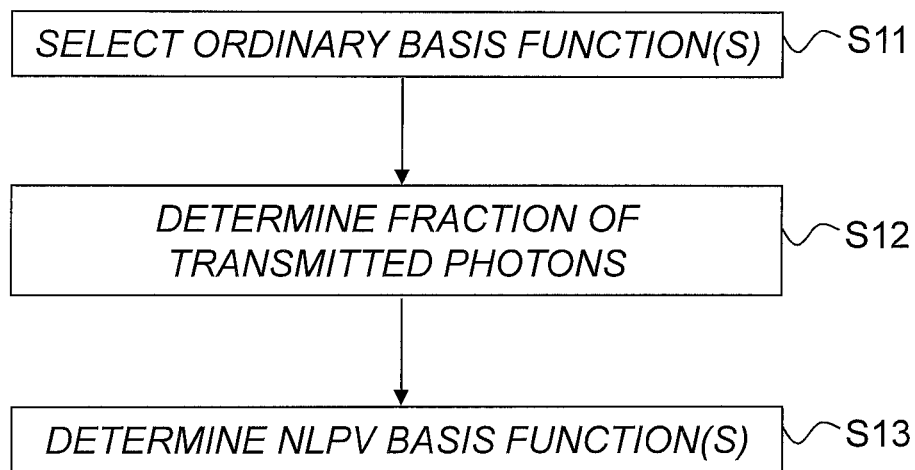 SELECT ORDINARY BASIS FUNCTION(S) S11
DETERMINE FRACTION OF
TRANSMITTED PHOTONS
S12
DETERMINE NLPV BASIS FUNCTION(S) S13